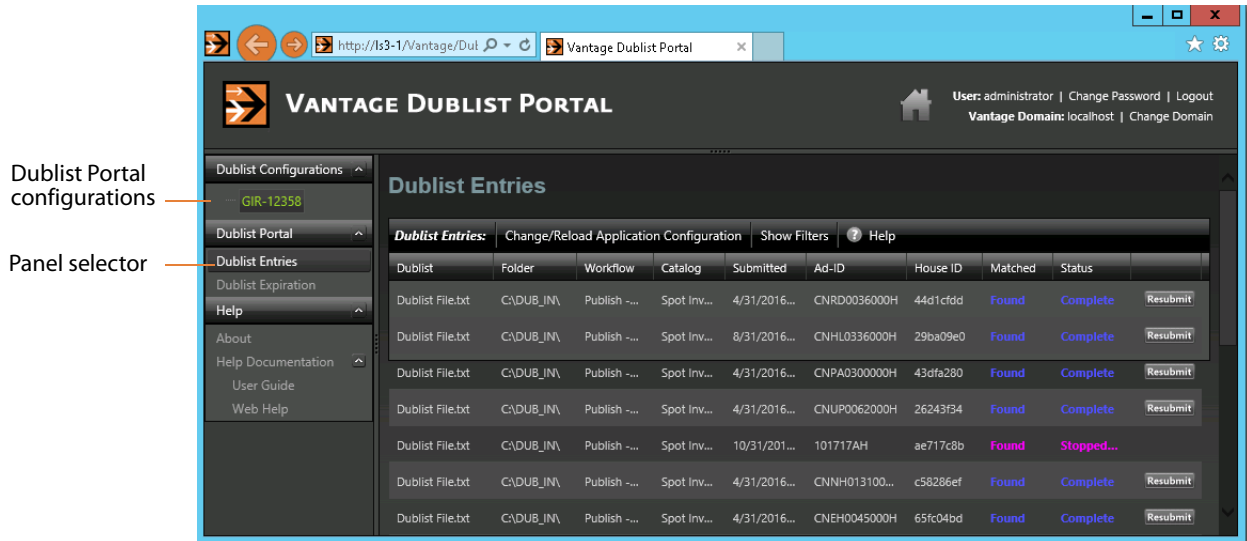 http://ls3-1/Vantage/Dul
Vantage Dublist Portal
VANTAGE DUBLIST PORTAL
User: administrator | Change Password | Logout
Vantage Domain: localhost | Change Domain
Dublist Portal
configurations
Panel selector
Dublist Configurations
GIR-12358
Dublist Portal
Dublist Entries
Dublist Expiration
Help
About
Help Documentation
User Guide
Web Help
Dublist Entries
Dublist Entries: Change/Reload Application Configuration Show Filters ? Help
Dublist Folder Workflow Catalog Submitted Ad-ID House ID Matched Status
Dublist File.txt C:\DUB_IN\ Publish -... Spot Inv... 4/31/2016... CNRD0036000H 44d1cfdd Found Complete Resubmit
Dublist File.txt C:\DUB_IN\ Publish -... Spot Inv... 8/31/2016... CNHL0336000H 29ba09e0 Found Complete Resubmit
Dublist File.txt C:\DUB_IN\ Publish -... Spot Inv... 4/31/2016... CNPA0300000H 43dfa280 Found Complete Resubmit
Dublist File.txt C:\DUB_IN\ Publish -... Spot Inv... 4/31/2016... CNUP0062000H 26243f34 Found Complete Resubmit
Dublist File.txt C:\DUB_IN\ Publish -... Spot Inv... 10/31/201... 101717AH ae717c8b Found Stopped...
Dublist File.txt C:\DUB_IN\ Publish -... Spot Inv... 4/31/2016... CNNH013100... c58286ef Found Complete Resubmit
Dublist File.txt C:\DUB_IN\ Publish -... Spot Inv... 4/31/2016... CNEH0045000H 65fc04bd Found Complete Resubmit